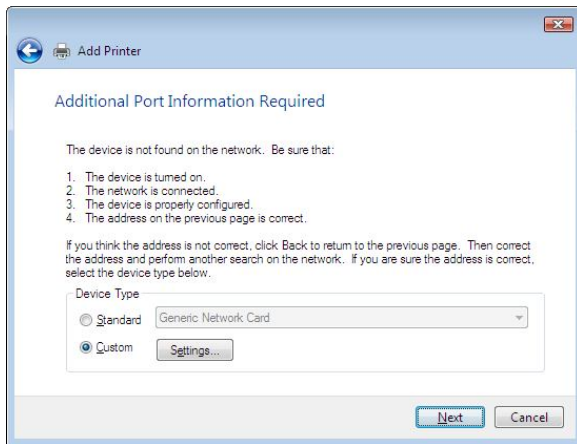 Add Printer
Additional Port Information Required
The device is not found on the network. Be sure that:
1. The device is turned on.
2. The network is connected.
3. The device is properly configured.
4. The address on the previous page is correct.
If you think the address is not correct, click Back to return to the previous page. Then correct
the address and perform another search on the network. If you are sure the address is correct,
select the device type below.
Device Type
Standard Generic Network Card
Custom Settings...
Next Cancel